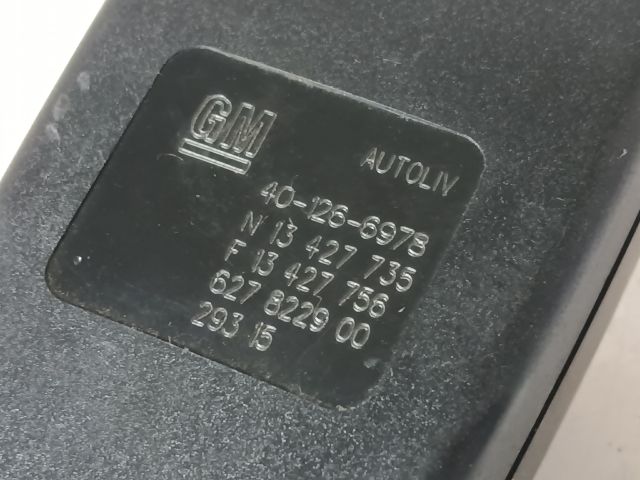 GM
AUTOLIV
40-126-6978
N 13 427 735
F 13 427 756
627 8229 00
293 15